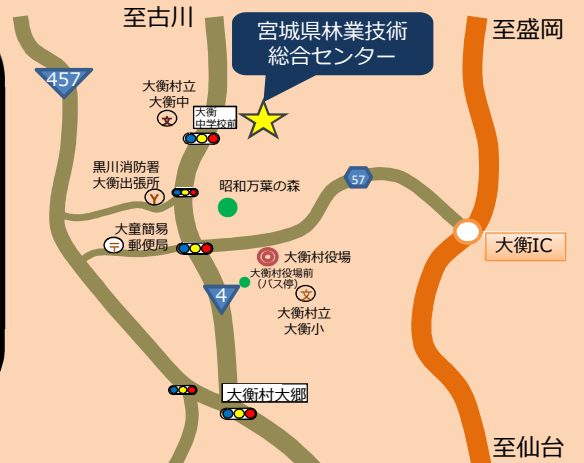 至古川
宮城県林業技術
総合センター
至盛岡
457
大衡村立
大衡中
文
大衡
中学校前
黒川消防署
大衡出張所
Y
昭和万葉の森
57
大童簡易
郵便局
〒
大衡村役場
大衡IC
大衡村役場前
(バス停)
4
文
大衡村立
大衡小
大衡村大郷
至仙台